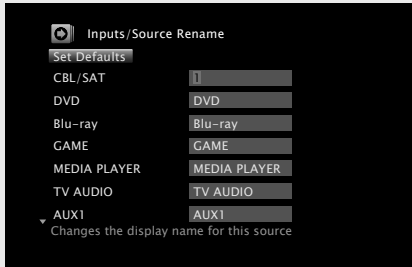 Inputs/Source Rename
Set Defaults
CBL/SAT 1
DVD DVD
Blu-ray Blu-ray
GAME GAME
MEDIA PLAYER MEDIA PLAYER
TV AUDIO TV AUDIO
AUX1 AUX1
Changes the display name for this source